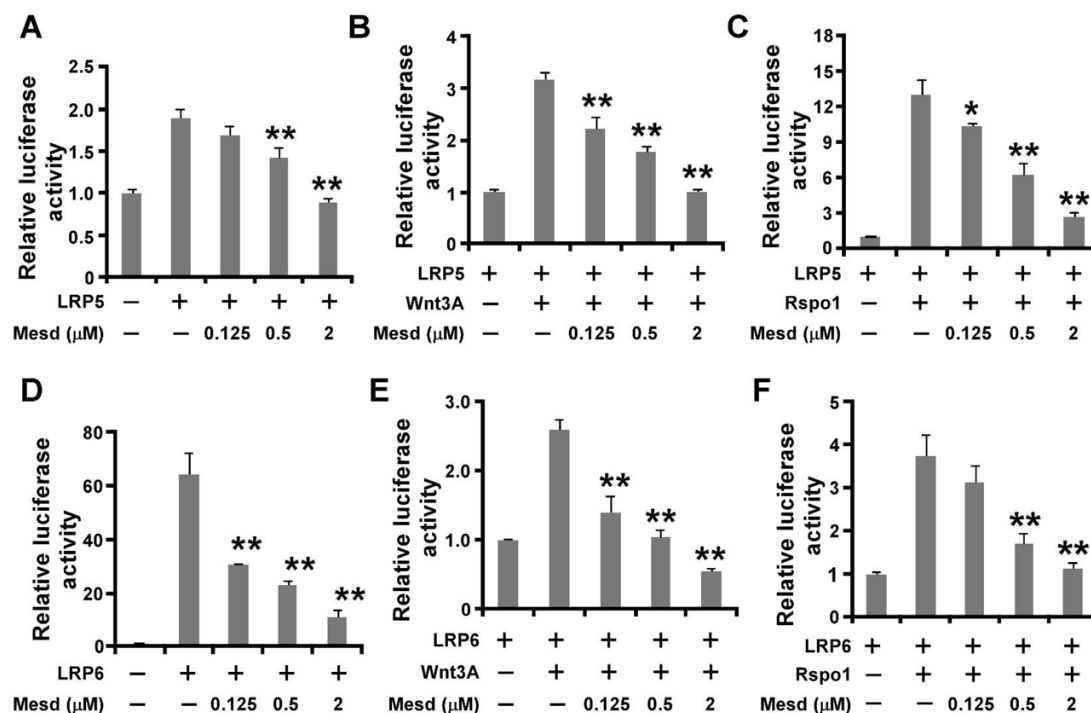 A
Relative luciferase
activity
2.5
2.0
1.5
1.0
0.5
0
**
**
LRP5 – + + + +
Mesd (μM) – – 0.125 0.5 2
B
Relative luciferase
activity
4
3
2
1
0
**
**
**
LRP5 + + + + +
Wnt3A – + + + +
Mesd (μM) – – 0.125 0.5 2
C
Relative luciferase
activity
18
15
12
9
6
3
0
*
**
**
LRP5 + + + + +
Rspo1 – + + + +
Mesd (μM) – – 0.125 0.5 2
D
Relative luciferase
activity
80
60
40
20
0
**
**
**
LRP6 – + + + +
Mesd (μM) – – 0.125 0.5 2
E
Relative luciferase
activity
3.0
2.0
1.0
0
**
**
**
LRP6 + + + + +
Wnt3A – + + + +
Mesd (μM) – – 0.125 0.5 2
F
Relative luciferase
activity
5
4
3
2
1
0
**
**
LRP6 + + + + +
Rspo1 – + + + +
Mesd (μM) – – 0.125 0.5 2